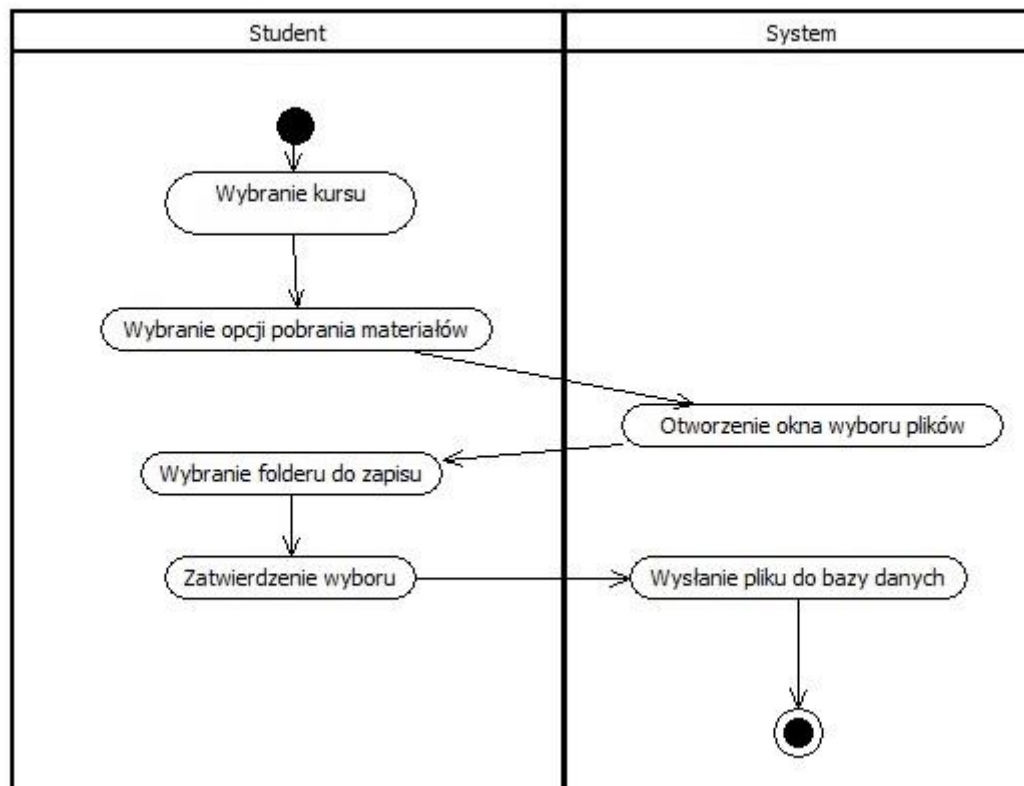 Student
System
Wybranie kursu
Wybranie opcji pobrania materiałów
Otworzenie okna wyboru plików
Wybranie folderu do zapisu
Zatwierdzenie wyboru
Wysłanie pliku do bazy danych